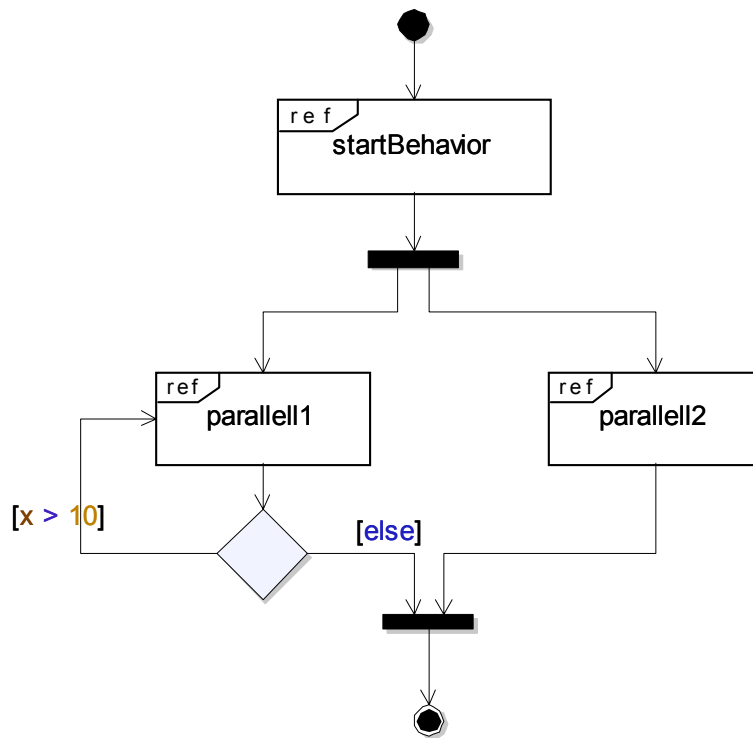 ref
startBehavior
ref
parallell1
ref
parallell2
[x > 10]
[else]